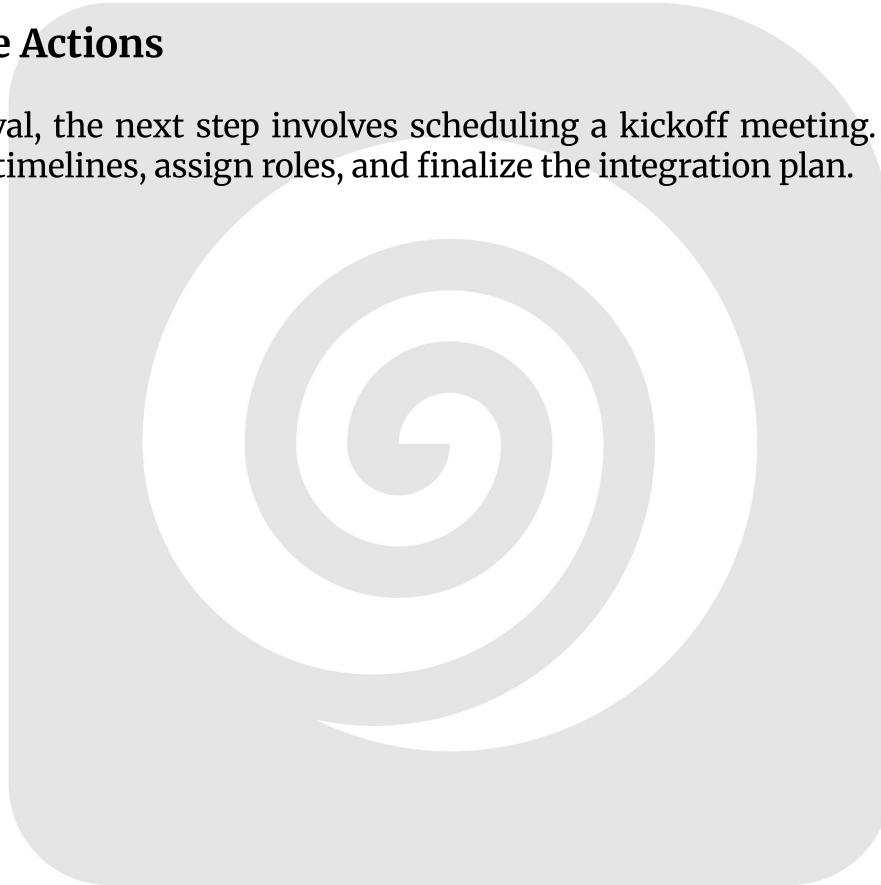 e Actions
val, the next step involves scheduling a kickoff meeting.
timelines, assign roles, and finalize the integration plan.